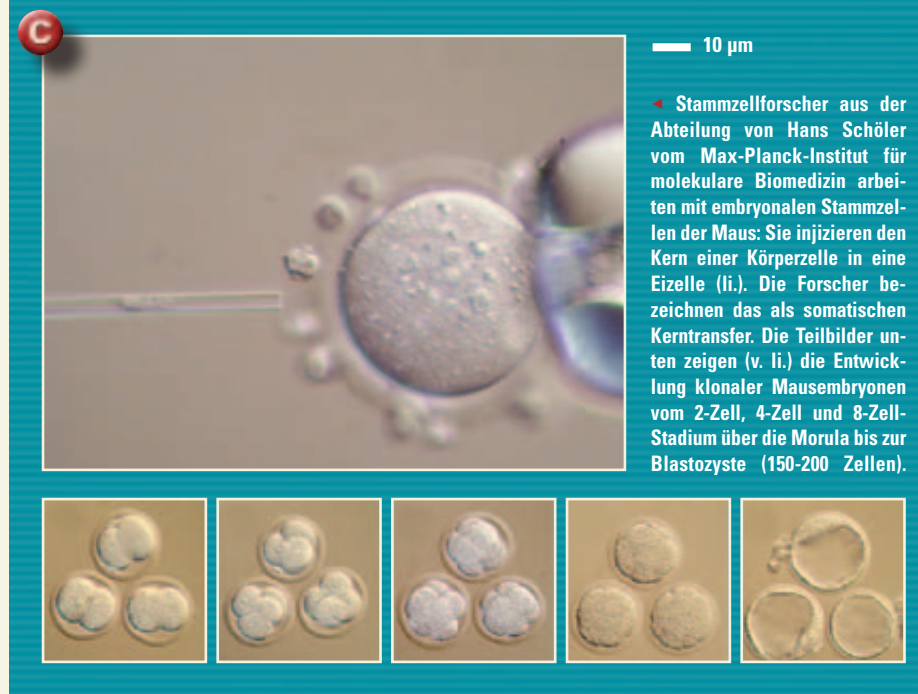 C
10 µm
◄ Stammzellforscher aus der
Abteilung von Hans Schöler
vom Max-Planck-Institut für
molekulare Biomedizin arbei-
ten mit embryonalen Stammzel-
len der Maus: Sie injizieren den
Kern einer Körperzelle in eine
Eizelle (li.). Die Forscher be-
zeichnen das als somatischen
Kerntransfer. Die Teilbilder un-
ten zeigen (v. li.) die Entwick-
lung klonaler Mausembryonen
vom 2-Zell, 4-Zell und 8-Zell-
Stadium über die Morula bis zur
Blastozyste (150-200 Zellen).